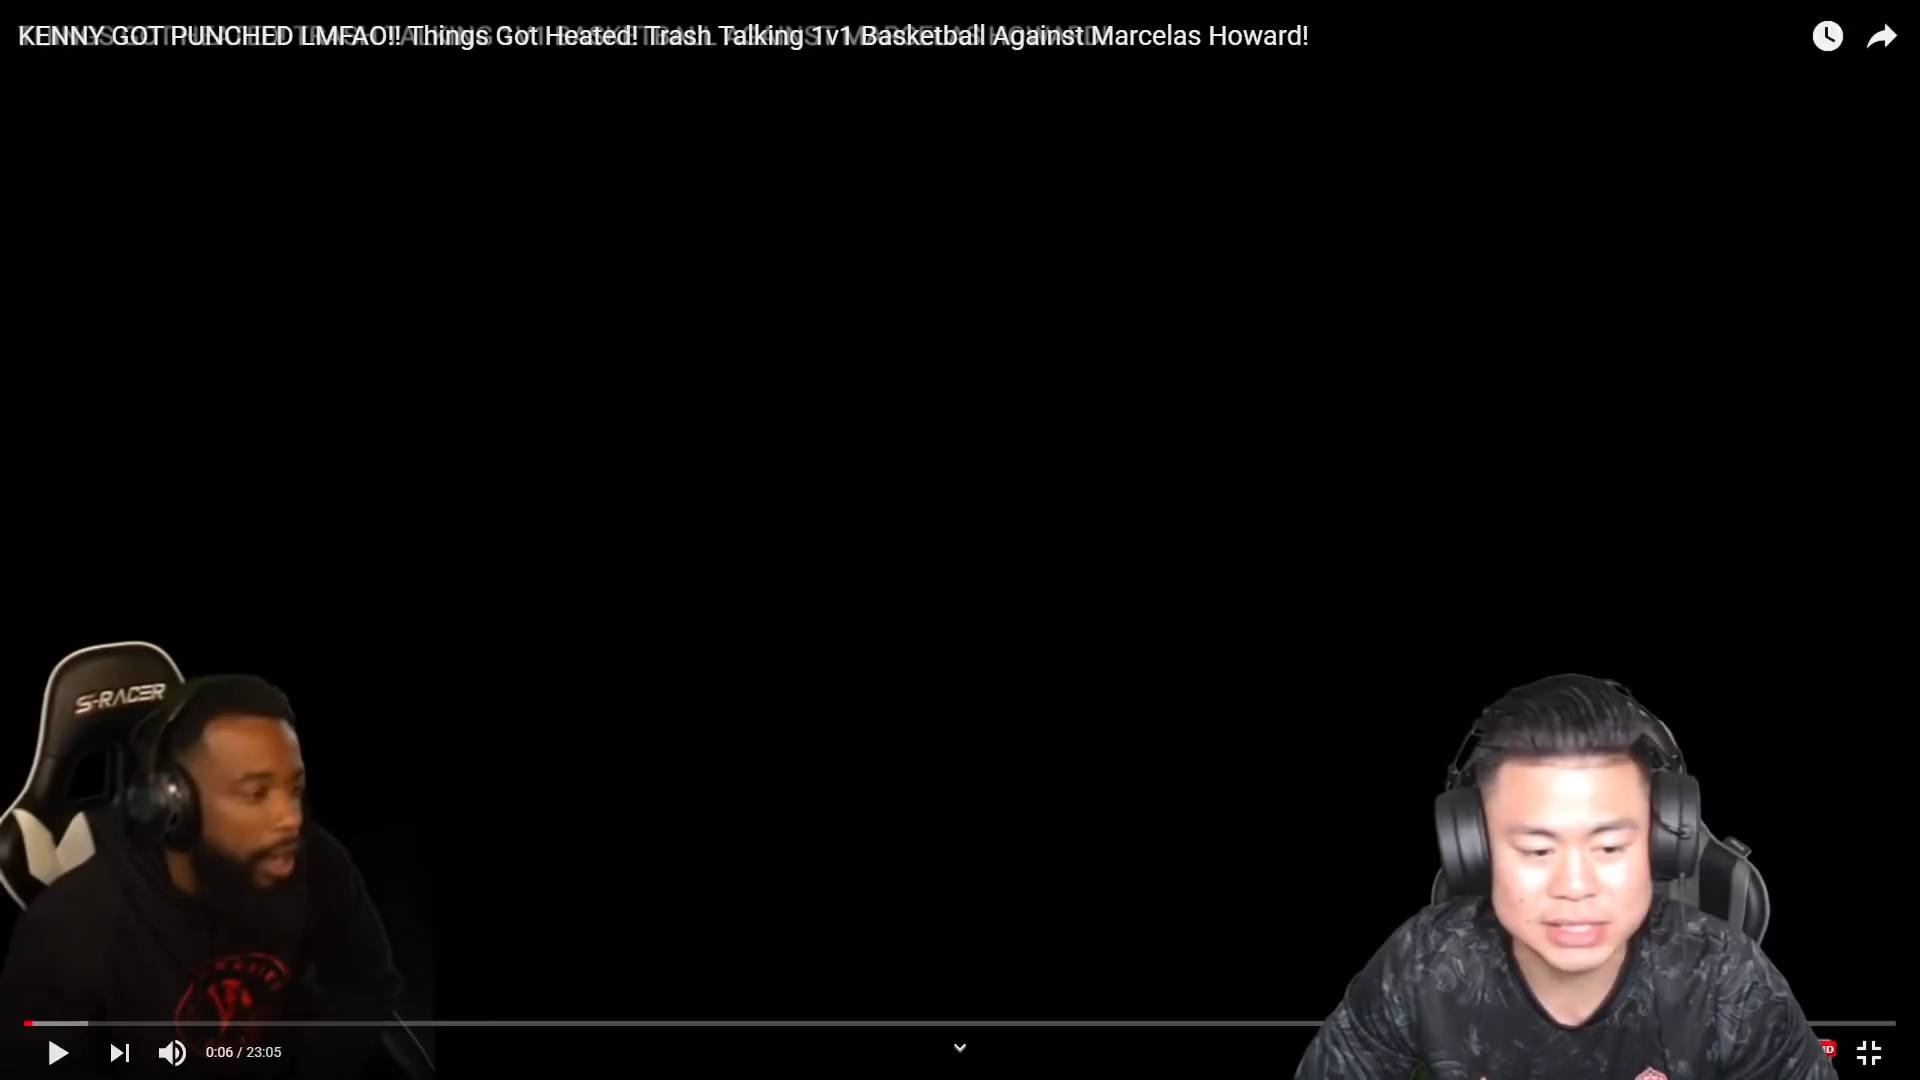 KENNY GOT PUNCHED LMFAO!! Things Got Heated! Trash Talking 1v1 Basketball Against Marcelas Howard!
S-RACER
0:06 / 23:05
HD